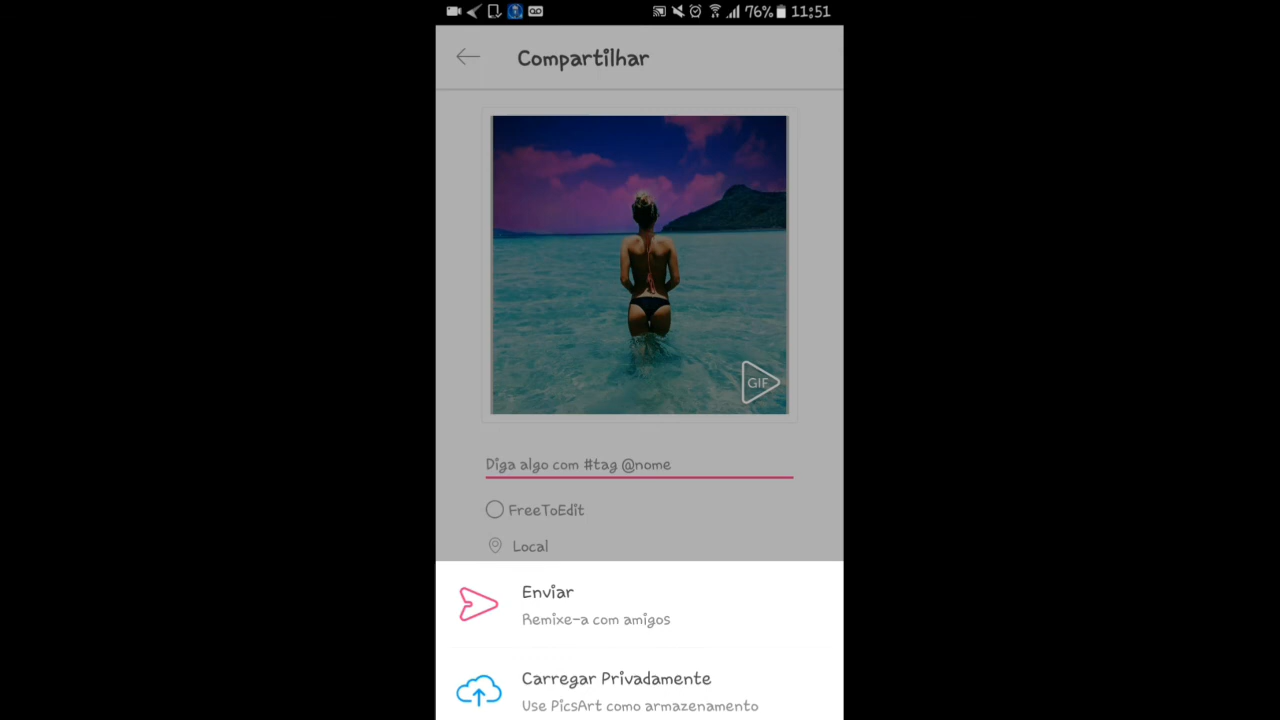 76% 11:51
Compartilhar
GIF
Diga algo com #tag @nome
FreeToEdit
Local
Enviar
Remixe-a com amigos
Carregar Privadamente
Use PicsArt como armazenamento